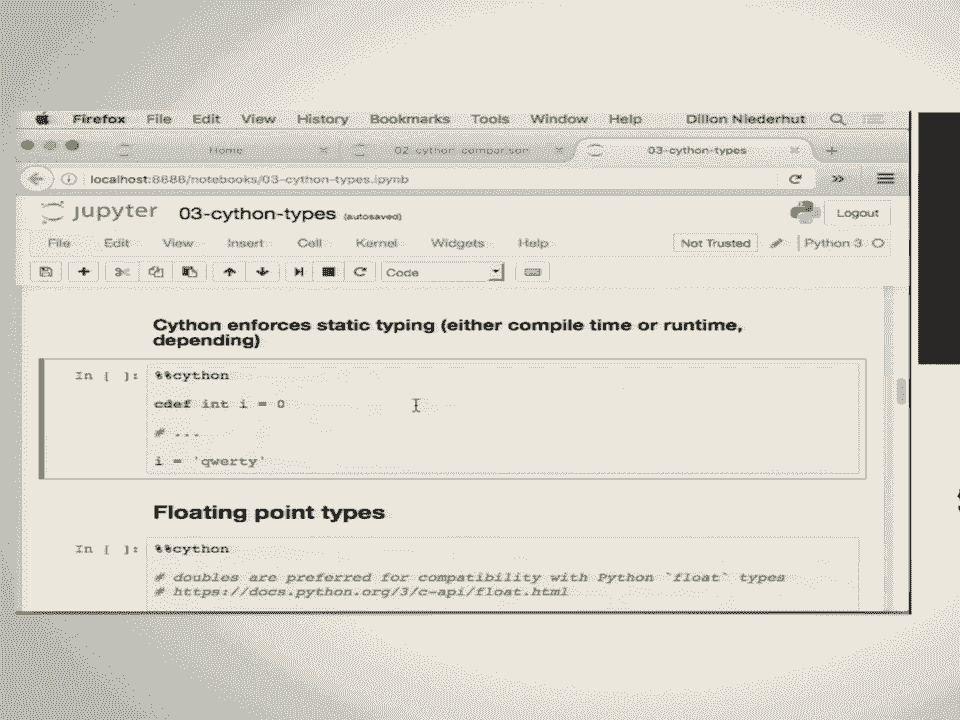 Firefox File Edit View History Bookmarks Tools Window Help Dillon Niederhut
Home 02 cython comparison 03-cython-types
localhost:8888/notebooks/03-cython-types.ipynb
jupyter 03-cython-types (autosaved) Logout
File Edit View Insert Cell Kernel Widgets Help Not Trusted Python 3
Code
Cython enforces static typing (either compile time or runtime,
depending)
In [ ]: %%cython
cdef int i = 0
# ...
i = 'qwerty'
Floating point types
In [ ]: %%cython
# doubles are preferred for compatibility with Python `float` types
# https://docs.python.org/3/c-api/float.html